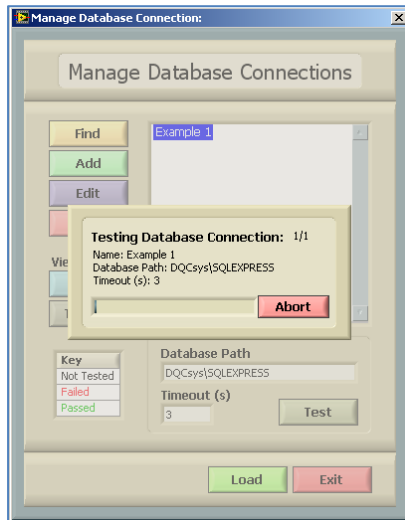 Manage Database Connection:
Manage Database Connections
Find
Example 1
Add
Edit
Testing Database Connection: 1/1
Name: Example 1
Database Path: DQCsys\SQLEXPRESS
Timeout (s): 3
Abort
Key
Not Tested
Failed
Passed
Database Path
DQCsys\SQLEXPRESS
Timeout (s)
3
Test
Load
Exit